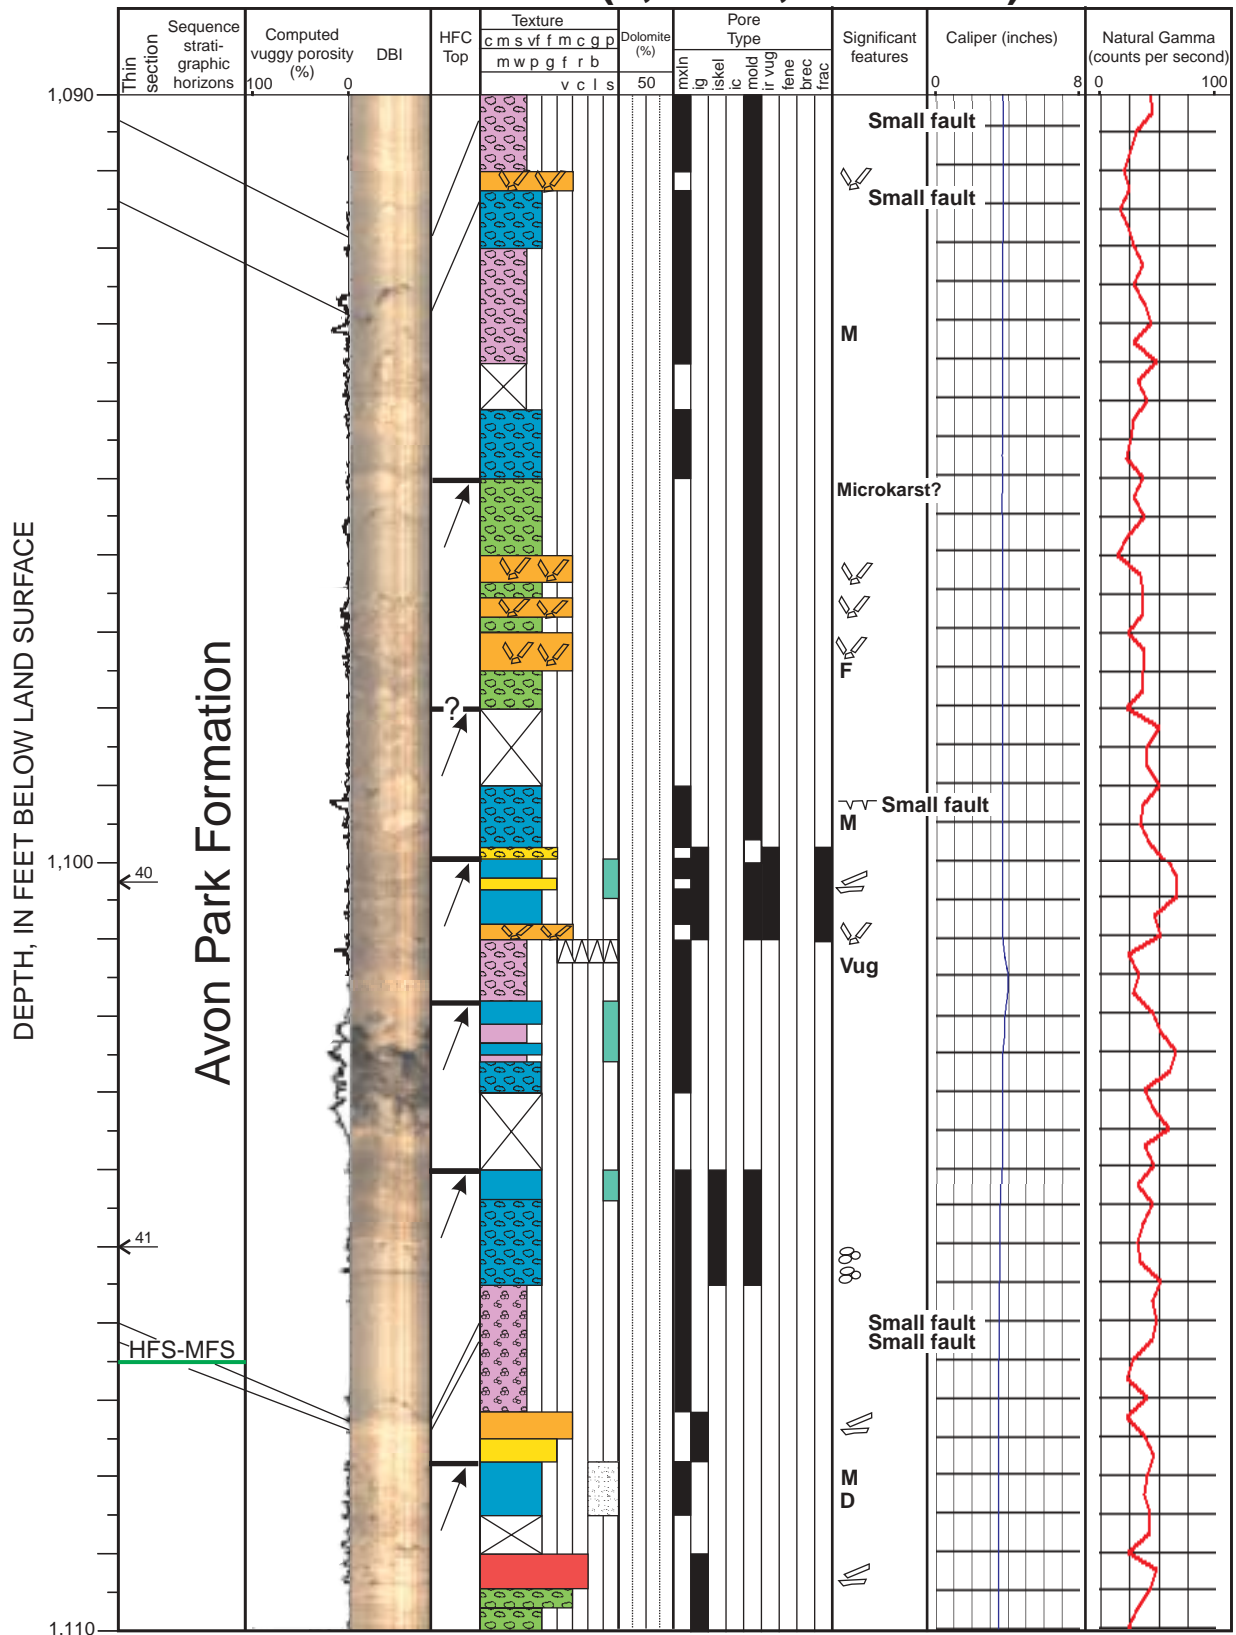 Thin section
Sequence
strati-
graphic
horizons
Computed
vuggy porosity
(%)
100 0
DBI
HFC
Top
Texture
c m s vf f m c g p
m w p g f r b
v c l s
Dolomite
(%)
50
Pore
Type
mxln
ig
iskel
ic
mold
ir vug
fene
brec
frac
Significant
features
Caliper (inches)
0 8
Natural Gamma
(counts per second)
0 100
DEPTH, IN FEET BELOW LAND SURFACE
Avon Park Formation
1,090
Small fault
Small fault
M
Microkarst?
F
?
Small fault
M
1,100
40
Vug
41
Small fault
Small fault
HFS-MFS
M
D
1,110